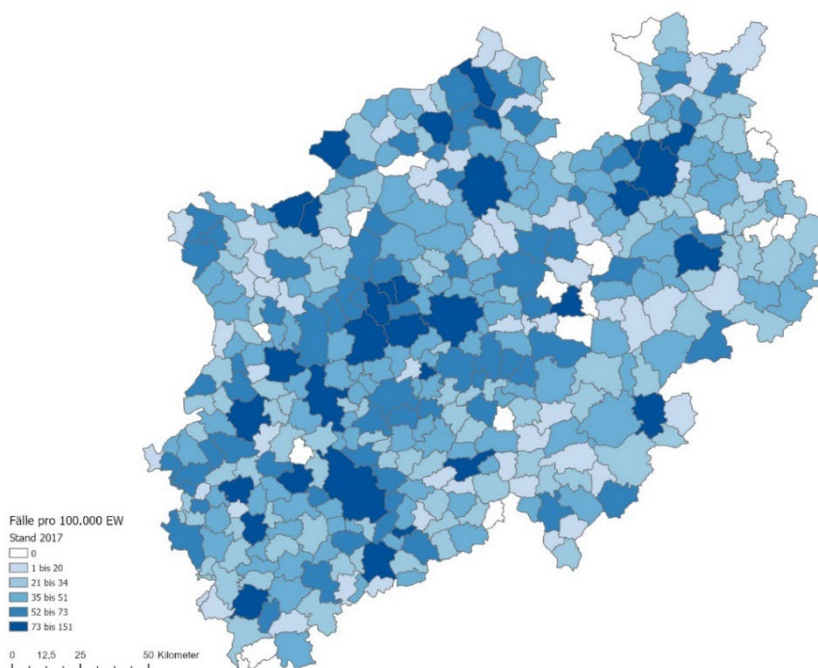 Fälle pro 100.000 EW
Stand 2017
0
1 bis 20
21 bis 34
35 bis 51
52 bis 73
73 bis 151
0 12,5 25 50 Kilometer